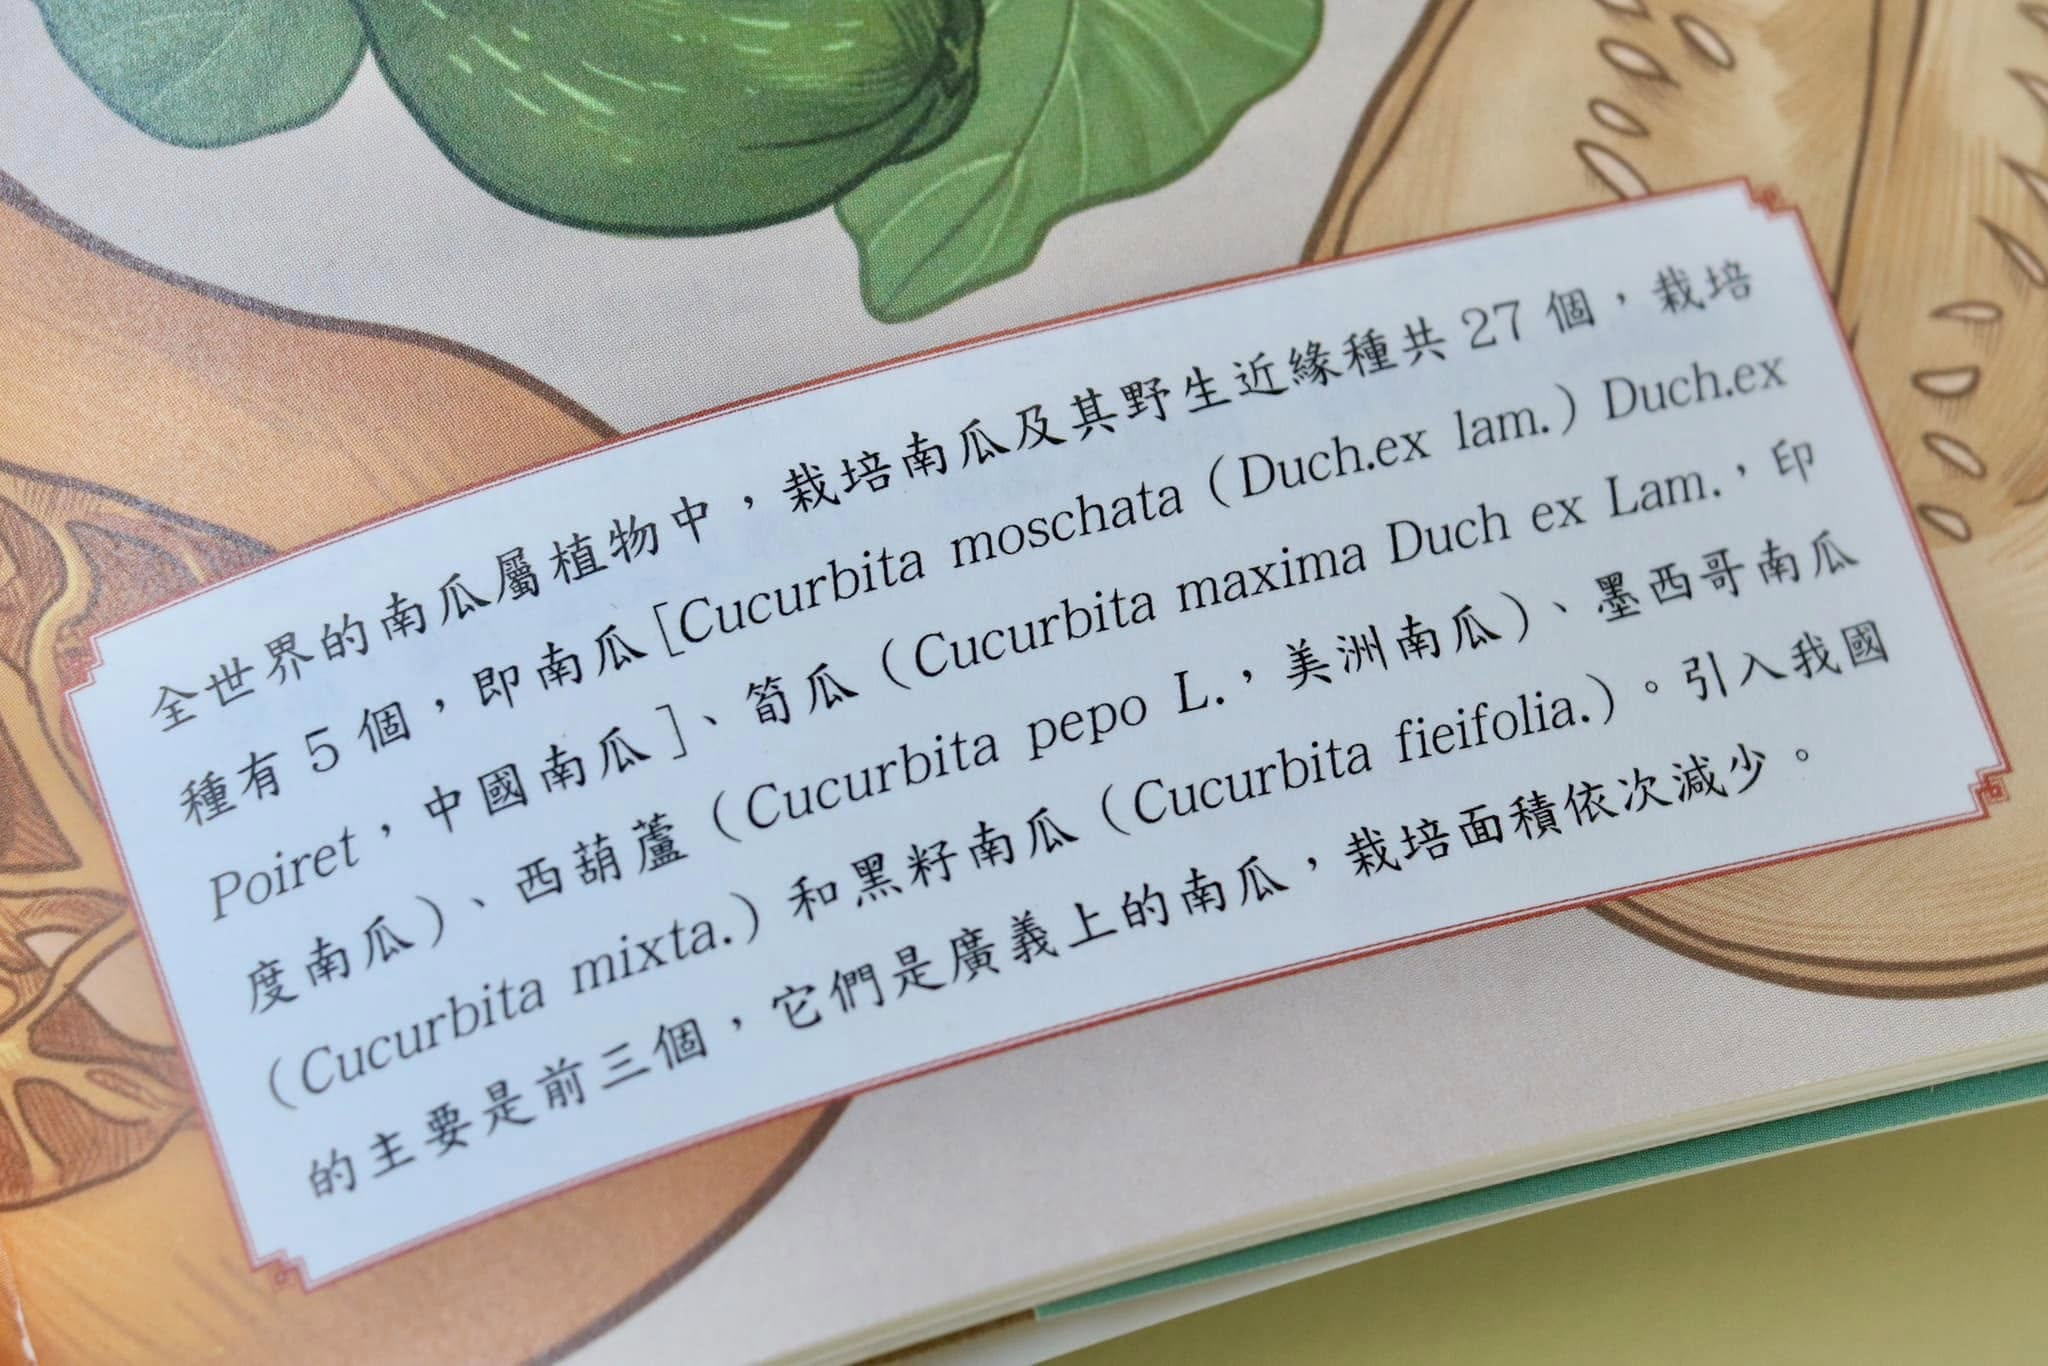 全世界的南瓜屬植物中，栽培南瓜及其野生近緣種共 27 個，栽培
種有 5 個，即南瓜 [Cucurbita moschata（Duch.ex lam.）Duch.ex
Poiret，中國南瓜]、筍瓜（Cucurbita maxima Duch ex Lam.，印
度南瓜）、西葫蘆（Cucurbita pepo L.，美洲南瓜）、墨西哥南瓜
（Cucurbita mixta.）和黑籽南瓜（Cucurbita fieifolia.）。引入我國
的主要是前三個，它們是廣義上的南瓜，栽培面積依次減少。